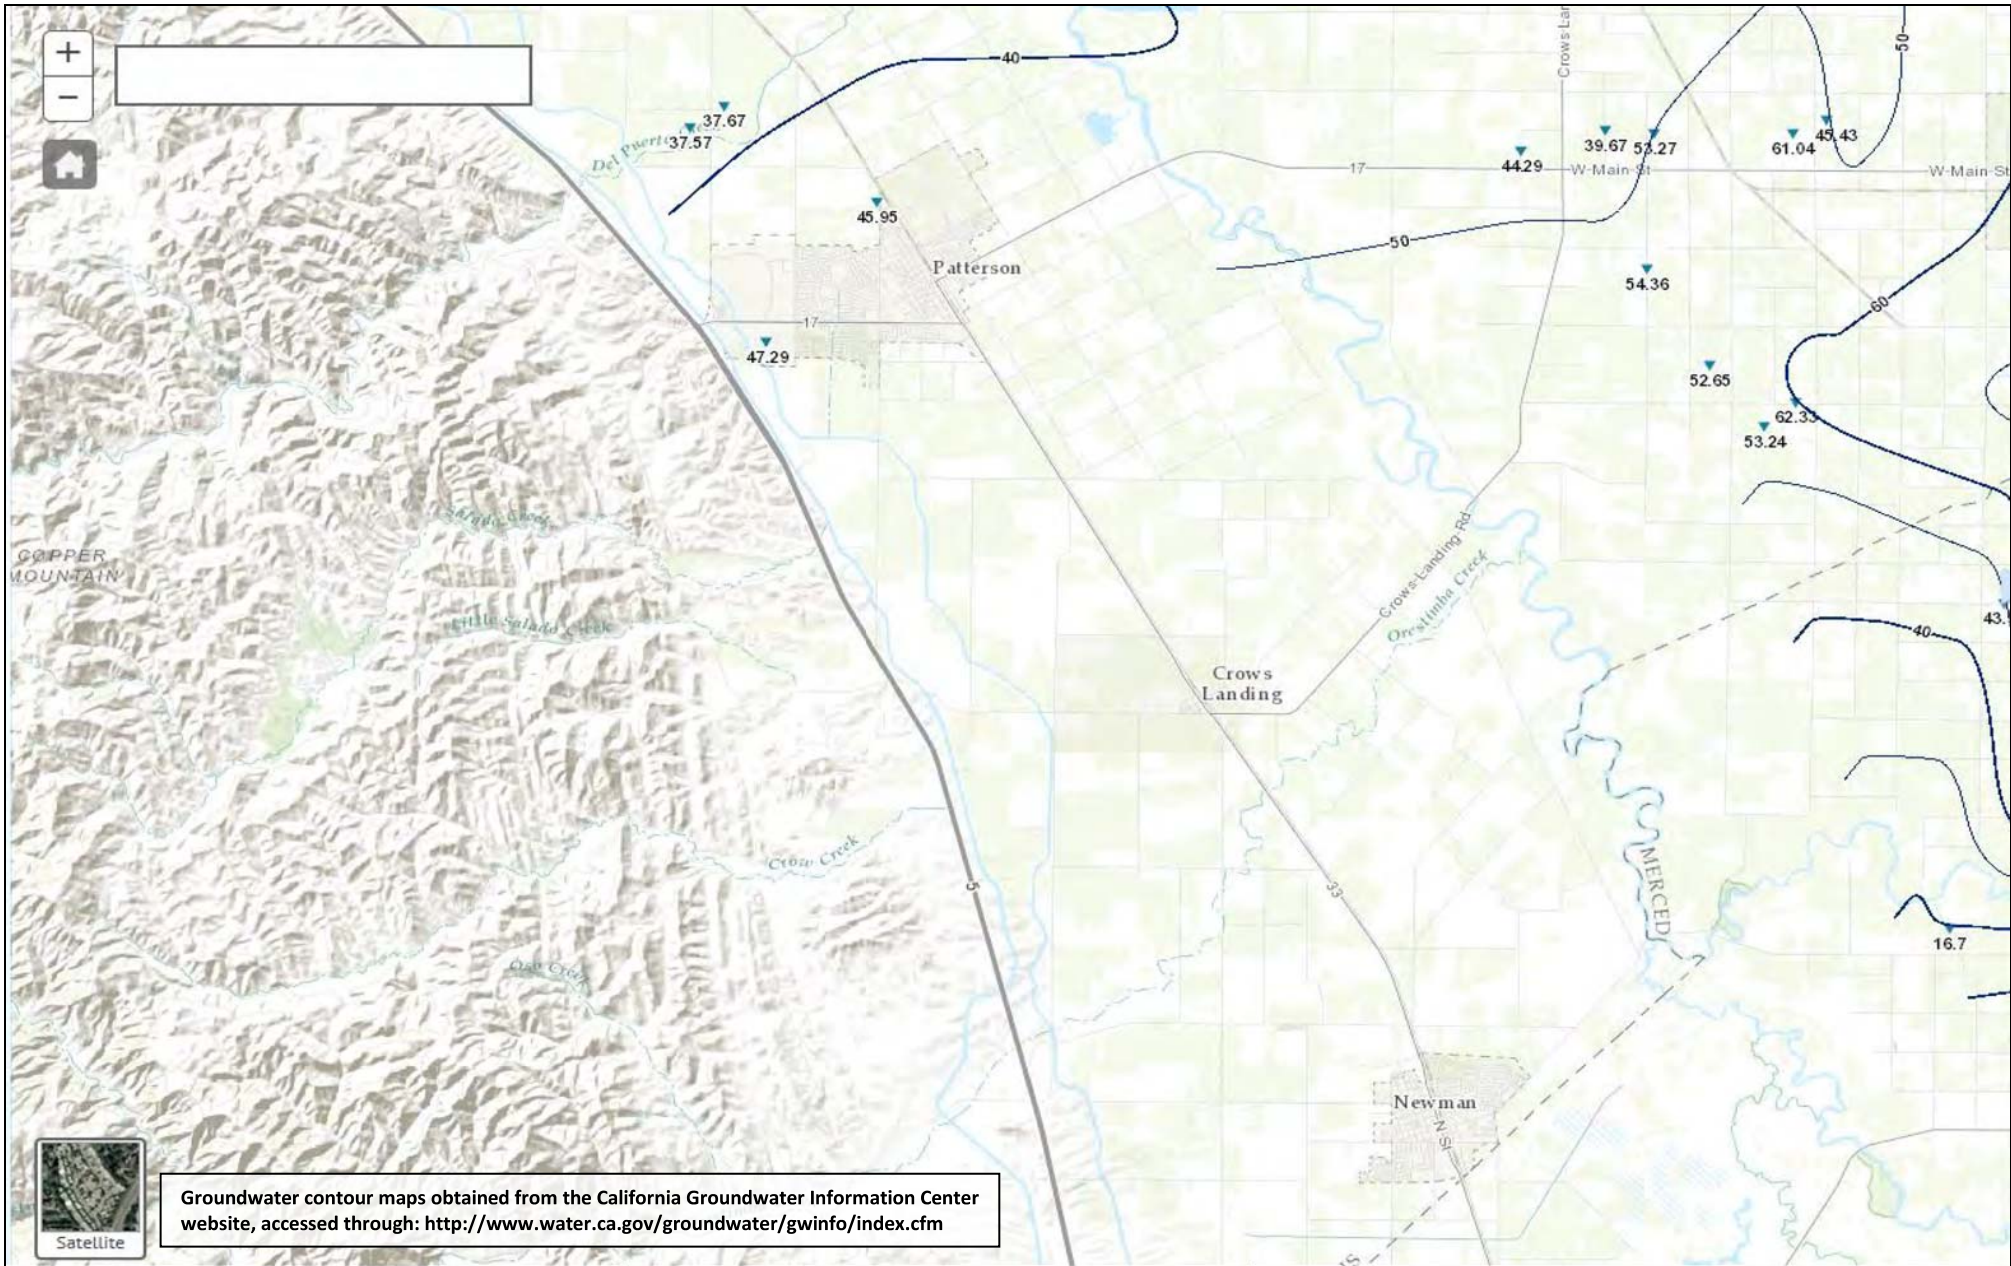 +
−
40
50
37.67
Del Puerto Creek
37.57
Crows Lan
45.43
39.67
53.27
61.04
44.29
17
W Main St
W Main St
45.95
50
Patterson
54.36
60
17
47.29
52.65
62.33
53.24
Salado Creek
COPPER
MOUNTAIN
Crows Landing Rd
Orestimba Creek
43.
Little Salado Creek
40
Crows
Landing
Crow Creek
5
33
MERCED
16.7
Oso Creek
Newman
N St
Satellite
Groundwater contour maps obtained from the California Groundwater Information Center
website, accessed through: http://www.water.ca.gov/groundwater/gwinfo/index.cfm